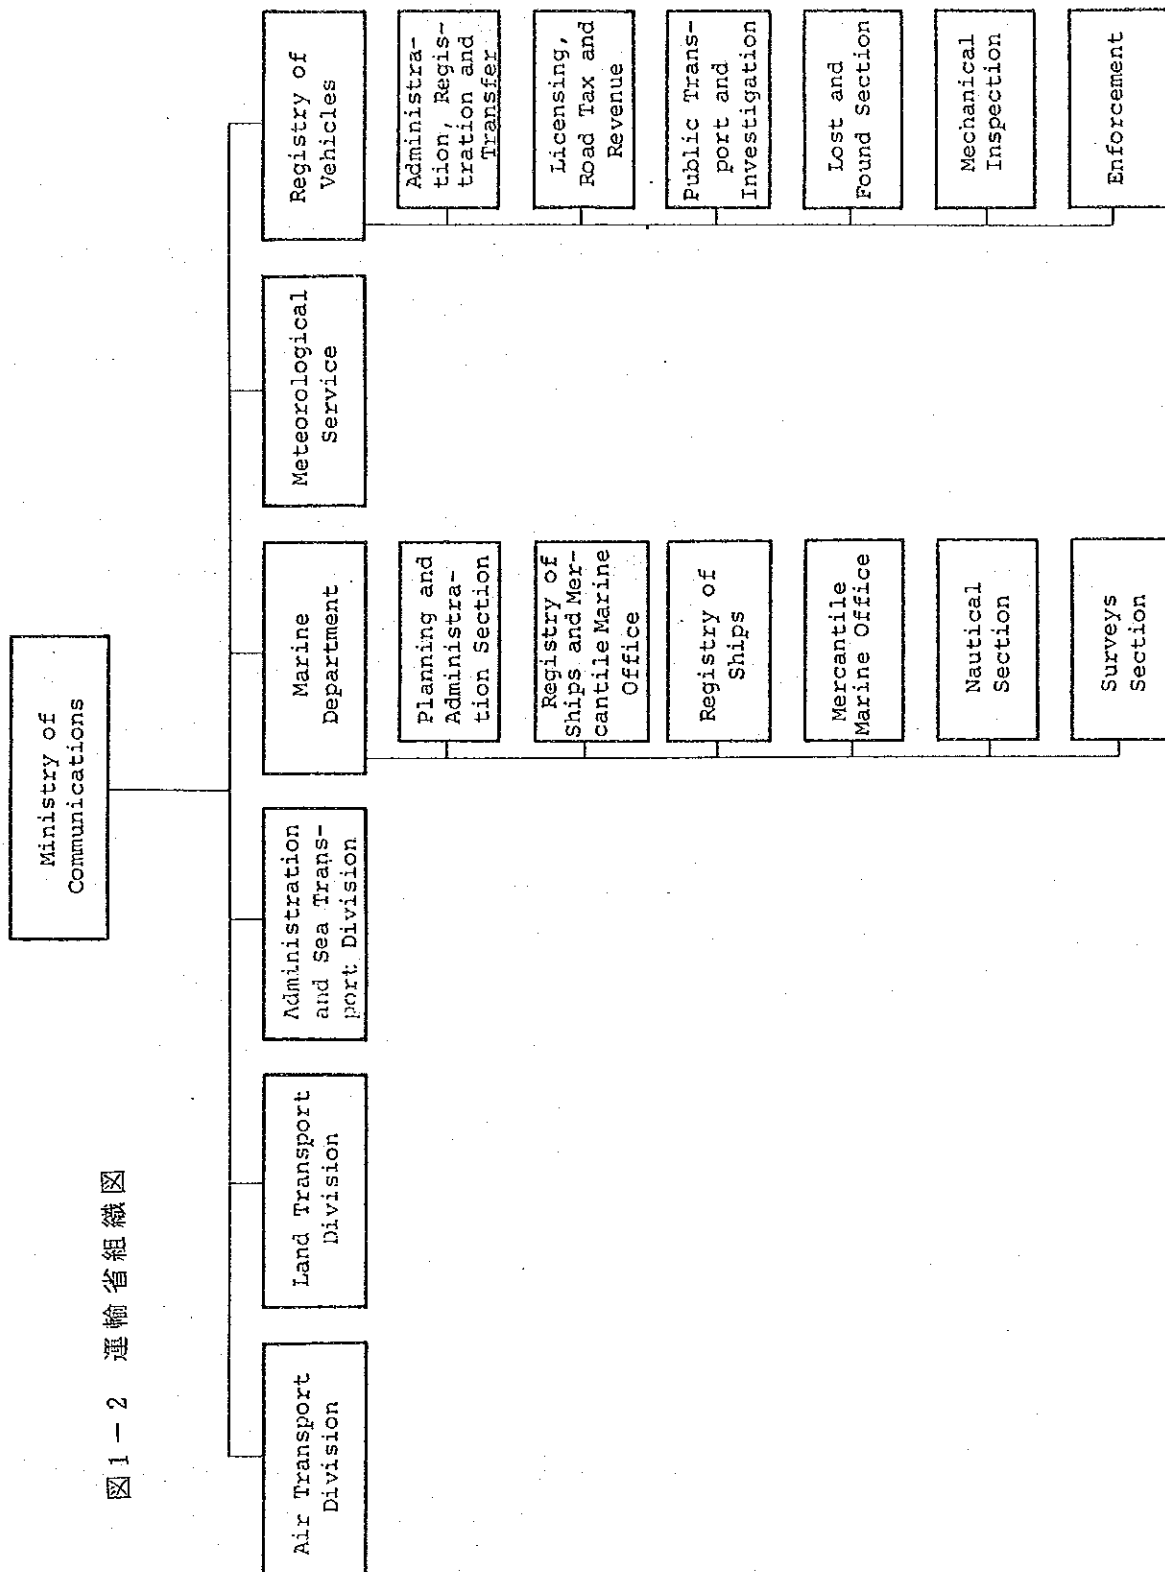 図1-2 運輸省組織図
Ministry of
Communications
Air Transport
Division
Land Transport
Division
Administration
and Sea Trans-
port Division
Marine
Department
Meteorological
Service
Registry of
Vehicles
Planning and
Administra-
tion Section
Registry of
Ships and Mer-
cantile Marine
Office
Registry of
Ships
Mercantile
Marine Office
Nautical
Section
Surveys
Section
Administra-
tion, Regis-
tration and
Transfer
Licensing,
Road Tax and
Revenue
Public Trans-
port and
Investigation
Lost and
Found Section
Mechanical
Inspection
Enforcement